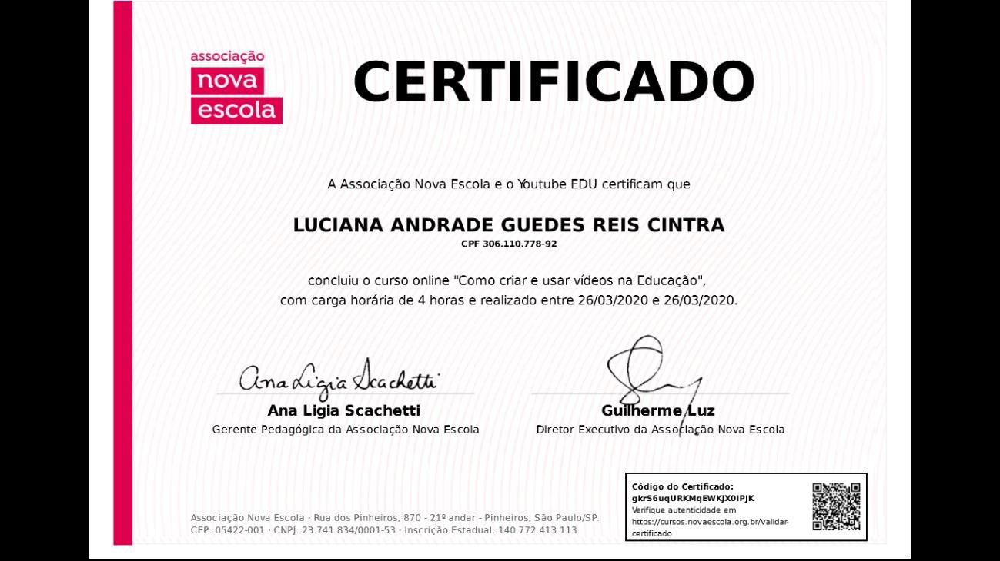 associação
nova
escola
CERTIFICADO
A Associação Nova Escola e o Youtube EDU certificam que
LUCIANA ANDRADE GUEDES REIS CINTRA
CPF 306.110.778-92
concluiu o curso online "Como criar e usar vídeos na Educação",
com carga horária de 4 horas e realizado entre 26/03/2020 e 26/03/2020.
Ana Ligia Scachetti
Ana Ligia Scachetti
Gerente Pedagógica da Associação Nova Escola
Guilherme Luz
Diretor Executivo da Associação Nova Escola
Associação Nova Escola · Rua dos Pinheiros, 870 - 21º andar - Pinheiros, São Paulo/SP.
CEP: 05422-001 · CNPJ: 23.741.834/0001-53 · Inscrição Estadual: 140.772.413.113
Código do Certificado:
gkrS6uqURKMqEWKJX0IPJK
Verifique autenticidade em
https://cursos.novaescola.org.br/validar-
certificado